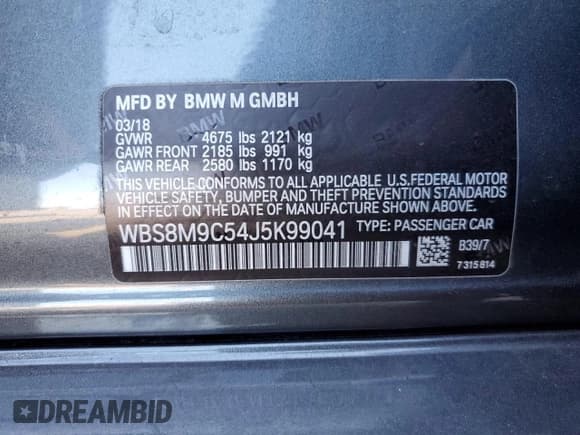 MFD BY BMW M GMBH
03/18
GVWR 4675 lbs 2121 kg
GAWR FRONT 2185 lbs 991 kg
GAWR REAR 2580 lbs 1170 kg
THIS VEHICLE CONFORMS TO ALL APPLICABLE U.S.FEDERAL MOTOR
VEHICLE SAFETY, BUMPER AND THEFT PREVENTION STANDARDS
IN EFFECT ON THE DATE OF MANUFACTURE SHOWN ABOVE.
WBS8M9C54J5K99041 TYPE: PASSENGER CAR
B39/7
7315814
DREAMBID